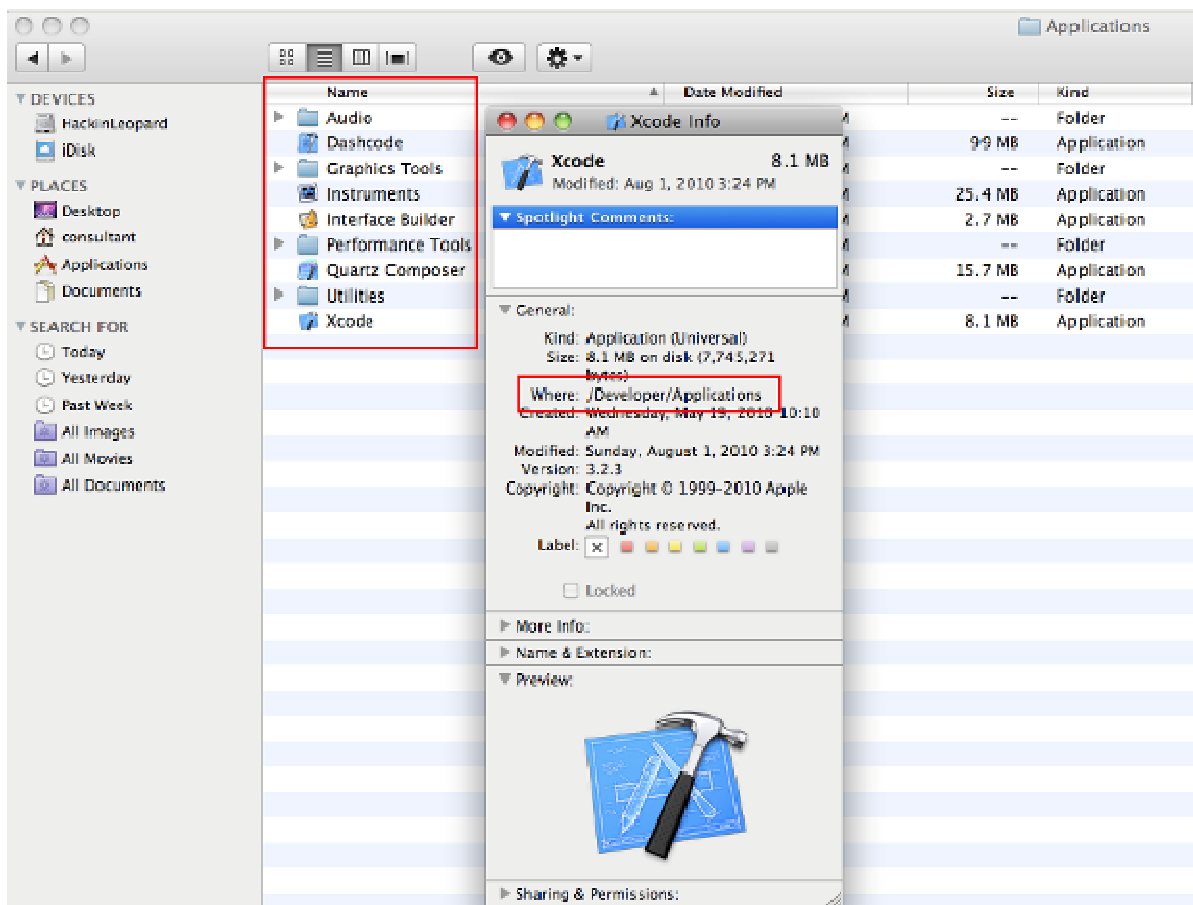 Applications
Name Date Modified Size Kind
DEVICES
HackinLeopard
iDisk
PLACES
Desktop
consultant
Applications
Documents
SEARCH FOR
Today
Yesterday
Past Week
All Images
All Movies
All Documents
Audio -- Folder
Dashcode 99 MB Application
Graphics Tools -- Folder
Instruments 25.4 MB Application
Interface Builder 2.7 MB Application
Performance Tools -- Folder
Quartz Composer 15.7 MB Application
Utilities -- Folder
Xcode 8.1 MB Application
Xcode Info
Xcode 8.1 MB
Modified: Aug 1, 2010 3:24 PM
Spotlight Comments:
General:
Kind: Application (Universal)
Size: 8.1 MB on disk (7,745,271
bytes)
Where: /Developer/Applications
Created: Wednesday, May 19, 2010 10:10
AM
Modified: Sunday, August 1, 2010 3:24 PM
Version: 3.2.3
Copyright: Copyright © 1999-2010 Apple
Inc.
All rights reserved.
Label:
Locked
More Info:
Name & Extension:
Preview:
Sharing & Permissions: